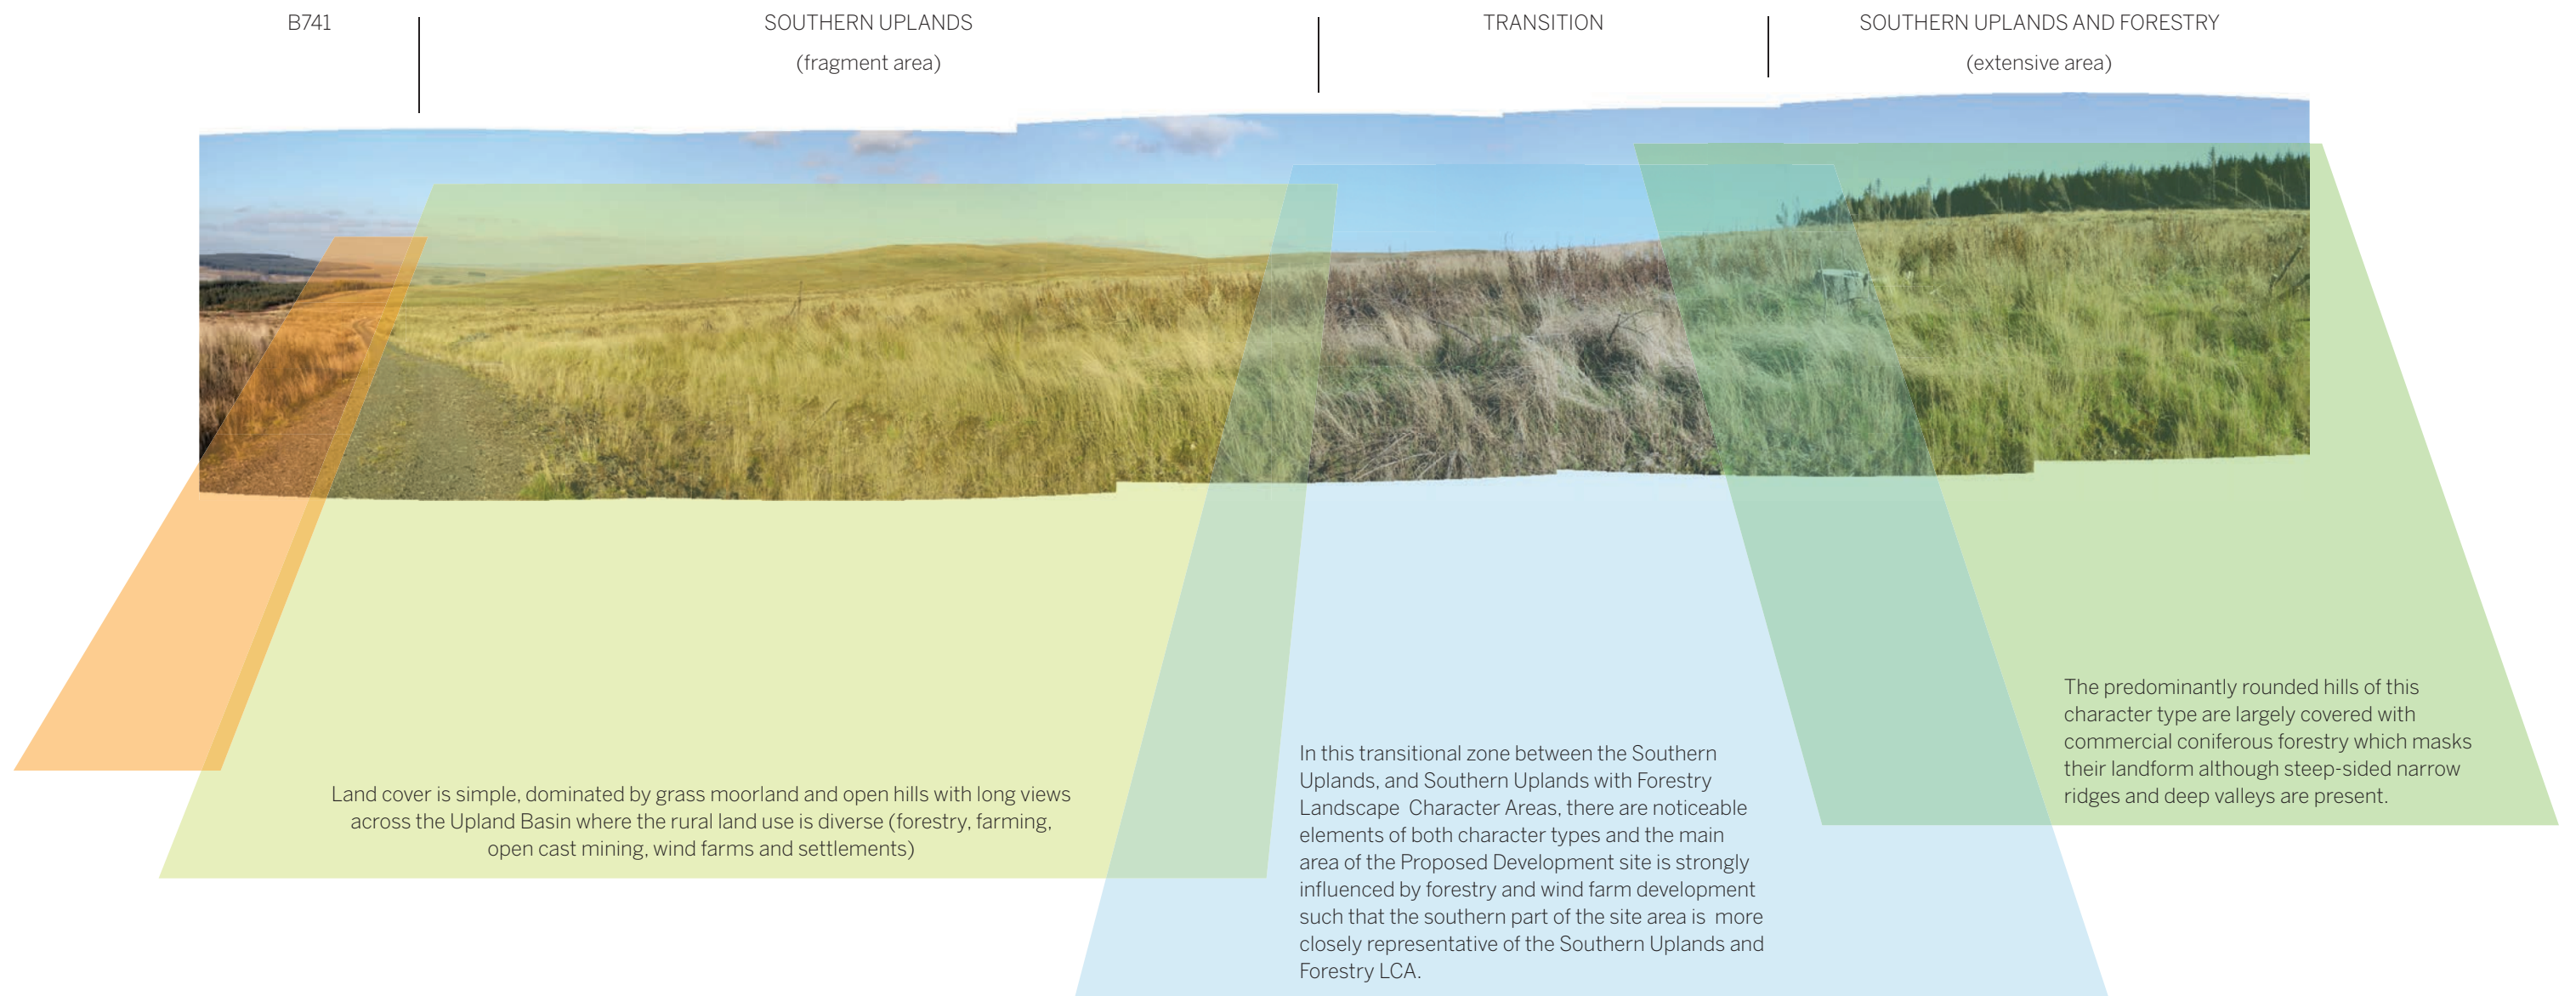 B741
SOUTHERN UPLANDS
(fragment area)
TRANSITION
SOUTHERN UPLANDS AND FORESTRY
(extensive area)
Land cover is simple, dominated by grass moorland and open hills with long views
across the Upland Basin where the rural land use is diverse (forestry, farming,
open cast mining, wind farms and settlements)
In this transitional zone between the Southern
Uplands, and Southern Uplands with Forestry
Landscape Character Areas, there are noticeable
elements of both character types and the main
area of the Proposed Development site is strongly
influenced by forestry and wind farm development
such that the southern part of the site area is more
closely representative of the Southern Uplands and
Forestry LCA.
The predominantly rounded hills of this
character type are largely covered with
commercial coniferous forestry which masks
their landform although steep-sided narrow
ridges and deep valleys are present.